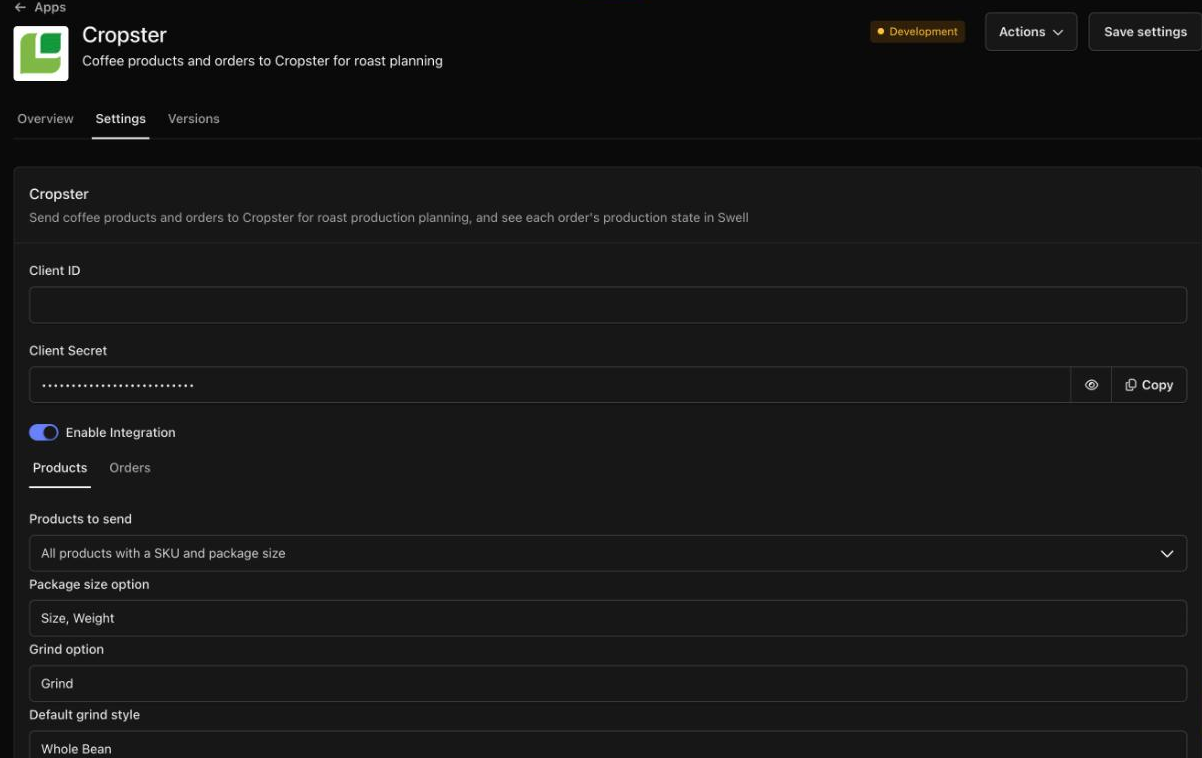 Apps
Cropster
Coffee products and orders to Cropster for roast planning
Development
Actions
Save settings
Overview Settings Versions
Cropster
Send coffee products and orders to Cropster for roast production planning, and see each order's production state in Swell
Client ID
Client Secret
••••••••••••••••••••••••••
Copy
Enable Integration
Products Orders
Products to send
All products with a SKU and package size
Package size option
Size, Weight
Grind option
Grind
Default grind style
Whole Bean